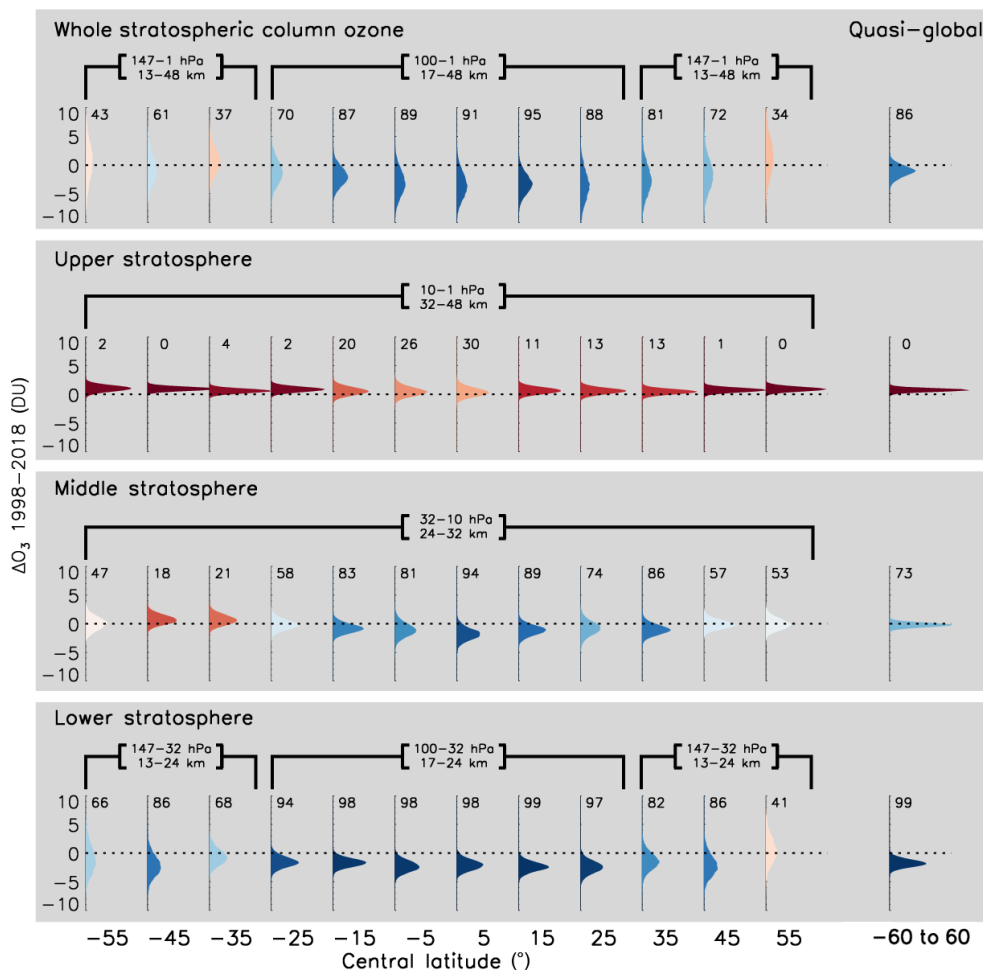 Whole stratospheric column ozone
Quasi-global
147-1 hPa
13-48 km
100-1 hPa
17-48 km
147-1 hPa
13-48 km
10
5
0
-5
-10
43 61 37 70 87 89 91 95 88 81 72 34 86
Upper stratosphere
10-1 hPa
32-48 km
10
5
0
-5
-10
2 0 4 2 20 26 30 11 13 13 1 0 0
ΔO₃ 1998-2018 (DU)
Middle stratosphere
32-10 hPa
24-32 km
10
5
0
-5
-10
47 18 21 58 83 81 94 89 74 86 57 53 73
Lower stratosphere
147-32 hPa
13-24 km
100-32 hPa
17-24 km
147-32 hPa
13-24 km
10
5
0
-5
-10
66 86 68 94 98 98 98 99 97 82 86 41 99
-55 -45 -35 -25 -15 -5 5 15 25 35 45 55 -60 to 60
Central latitude (°)